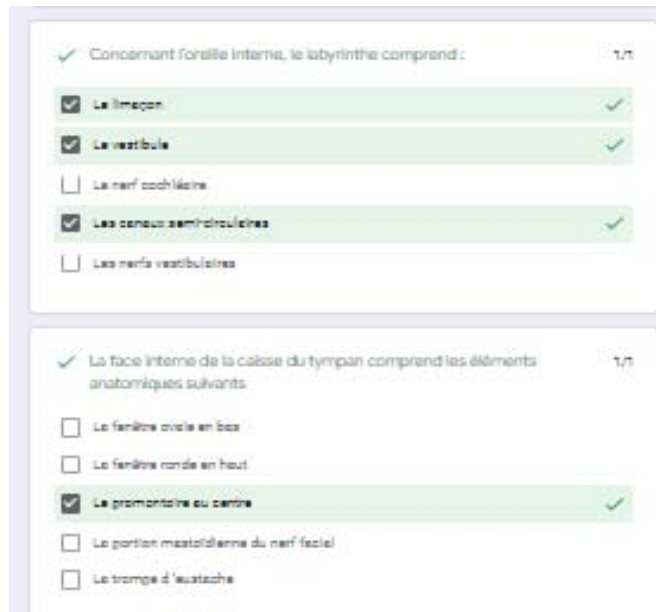 Concernant l'oreille interne, le labyrinthe comprend :
1/1
Le limaçon
Le vestibule
Le nerf cochléaire
Les canaux semi-circulaires
Les nerfs vestibulaires
La face interne de la caisse du tympan comprend les éléments
1/1
anatomiques suivants
La fenêtre ovale en bas
La fenêtre ronde en haut
Le promontoire au centre
La portion mastoïdienne du nerf facial
La trompe d'eustache